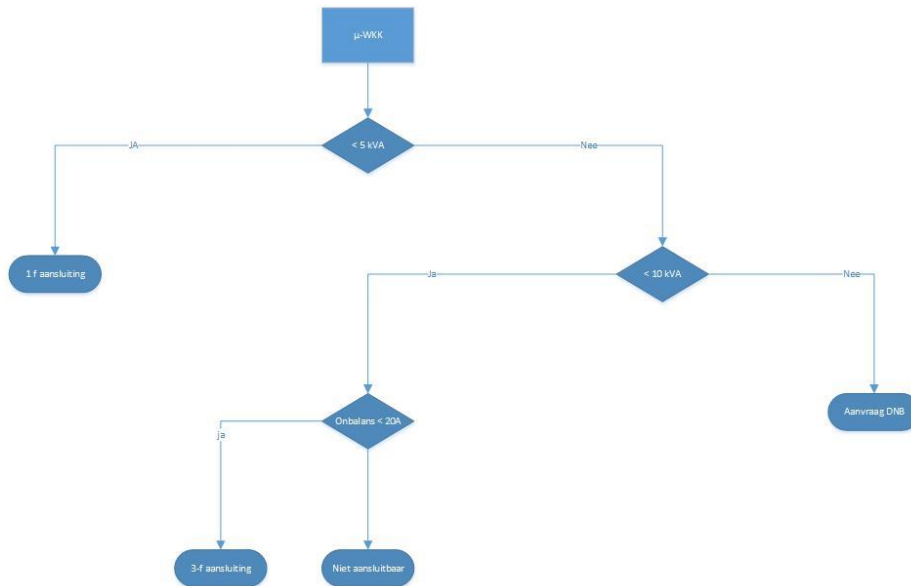 µ-WKK
< 5 kVA
JA
Nee
1 f aansluiting
< 10 kVA
Ja
Nee
Onbalans < 20A
Aanvraag DNB
ja
3-f aansluiting
Niet aansluitbaar